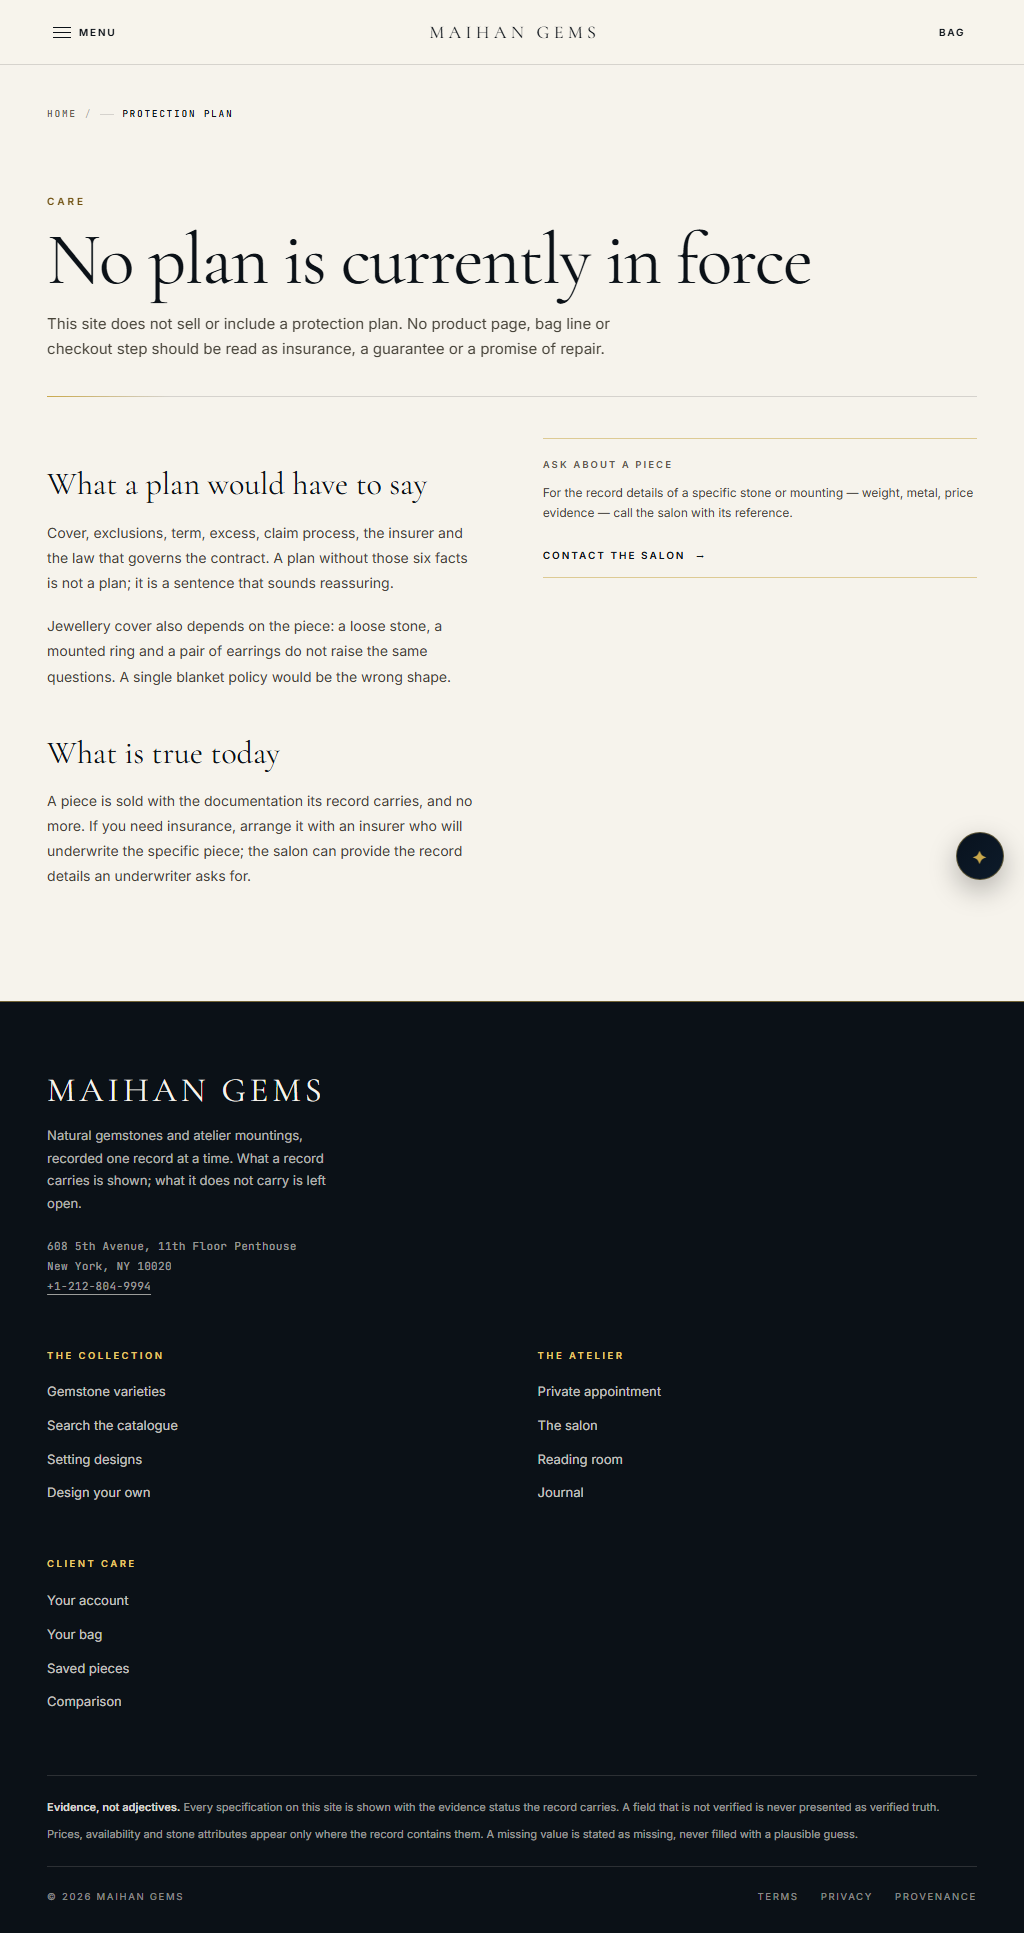 MENU
MAIHAN GEMS
BAG
HOME / — PROTECTION PLAN
CARE
No plan is currently in force
This site does not sell or include a protection plan. No product page, bag line or
checkout step should be read as insurance, a guarantee or a promise of repair.
What a plan would have to say
Cover, exclusions, term, excess, claim process, the insurer and
the law that governs the contract. A plan without those six facts
is not a plan; it is a sentence that sounds reassuring.
Jewellery cover also depends on the piece: a loose stone, a
mounted ring and a pair of earrings do not raise the same
questions. A single blanket policy would be the wrong shape.
What is true today
A piece is sold with the documentation its record carries, and no
more. If you need insurance, arrange it with an insurer who will
underwrite the specific piece; the salon can provide the record
details an underwriter asks for.
ASK ABOUT A PIECE
For the record details of a specific stone or mounting — weight, metal, price
evidence — call the salon with its reference.
CONTACT THE SALON →
MAIHAN GEMS
Natural gemstones and atelier mountings,
recorded one record at a time. What a record
carries is shown; what it does not carry is left
open.
608 5th Avenue, 11th Floor Penthouse
New York, NY 10020
+1-212-804-9994
THE COLLECTION
Gemstone varieties
Search the catalogue
Setting designs
Design your own
THE ATELIER
Private appointment
The salon
Reading room
Journal
CLIENT CARE
Your account
Your bag
Saved pieces
Comparison
Evidence, not adjectives. Every specification on this site is shown with the evidence status the record carries. A field that is not verified is never presented as verified truth.
Prices, availability and stone attributes appear only where the record contains them. A missing value is stated as missing, never filled with a plausible guess.
© 2026 MAIHAN GEMS
TERMS PRIVACY PROVENANCE